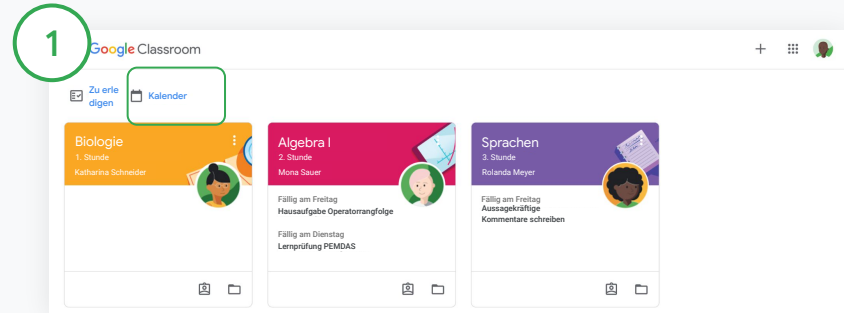 1
Google Classroom
Zu erle
digen
Kalender
Biologie
1. Stunde
Katharina Schneider
Algebra I
2. Stunde
Mona Sauer
Fällig am Freitag
Hausaufgabe Operatorrangfolge
Fällig am Dienstag
Lernprüfung PEMDAS
Sprachen
3. Stunde
Rolanda Meyer
Fällig am Freitag
Aussagekräftige
Kommentare schreiben